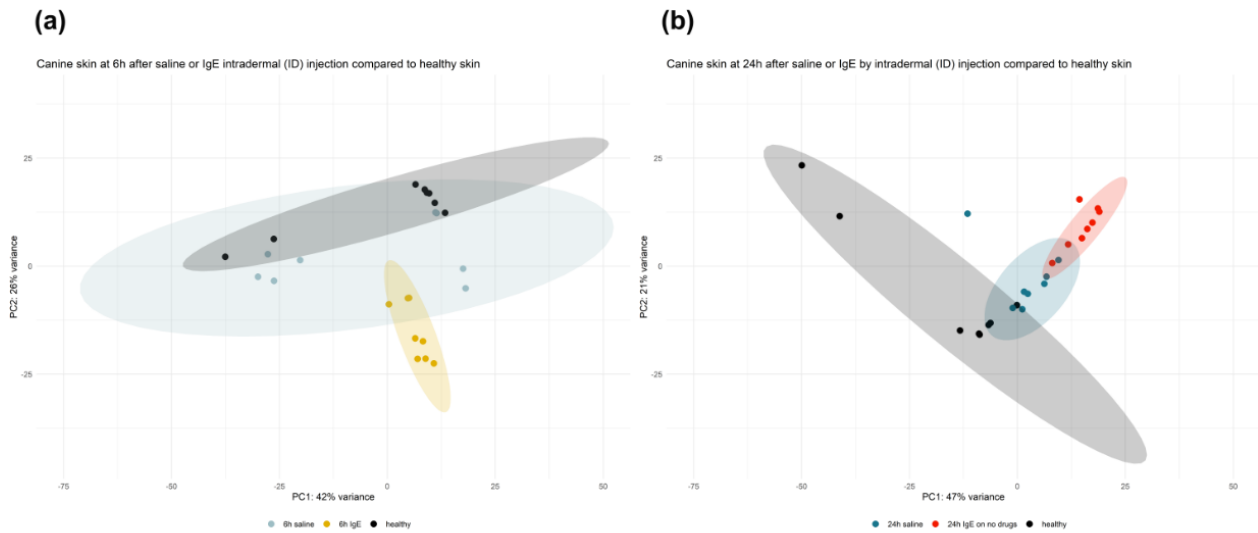 (a)
Canine skin at 6h after saline or IgE intradermal (ID) injection compared to healthy skin
PC2: 26% variance
25
0
-25
-75
-50
-25
0
25
50
PC1: 42% variance
6h saline
6h IgE
healthy
(b)
Canine skin at 24h after saline or IgE by intradermal (ID) injection compared to healthy skin
PC2: 21% variance
25
0
-25
-75
-50
-25
0
25
50
PC1: 47% variance
24h saline
24h IgE on no drugs
healthy